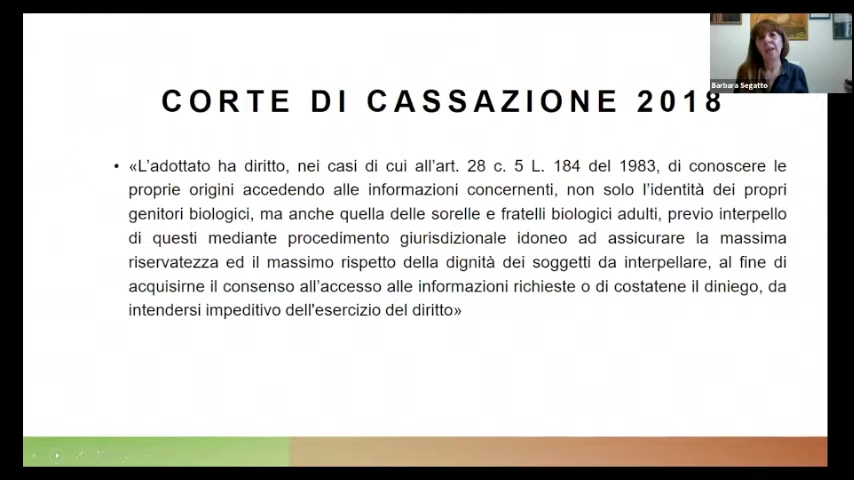 Barbara Segatto
CORTE DI CASSAZIONE 2018
• «L'adottato ha diritto, nei casi di cui all'art. 28 c. 5 L. 184 del 1983, di conoscere le
proprie origini accedendo alle informazioni concernenti, non solo l'identità dei propri
genitori biologici, ma anche quella delle sorelle e fratelli biologici adulti, previo interpello
di questi mediante procedimento giurisdizionale idoneo ad assicurare la massima
riservatezza ed il massimo rispetto della dignità dei soggetti da interpellare, al fine di
acquisirne il consenso all'accesso alle informazioni richieste o di costatene il diniego, da
intendersi impeditivo dell'esercizio del diritto»